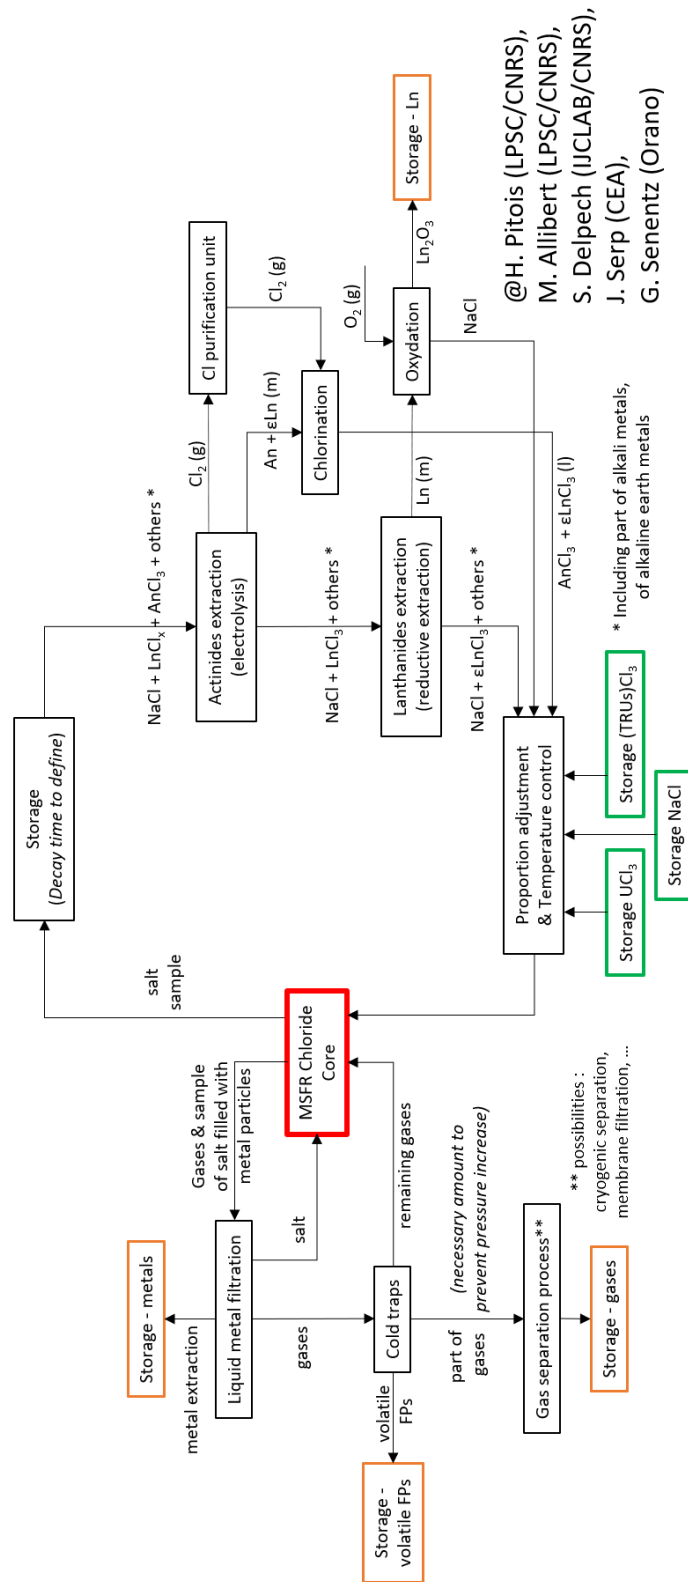 Storage - metals
metal extraction
Liquid metal filtration
Gases & sample
of salt filled with
metal particles
salt
gases
Storage -
volatile FPs
volatile
FPs
Cold traps
remaining gases
part of
gases
(necessary amount to
prevent pressure increase)
Gas separation process**
Storage - gases
** possibilities :
cryogenic separation,
membrane filtration, ...
MSFR Chloride
Core
salt
sample
Storage
(Decay time to define)
NaCl + LnClₓ + AnCl₃ + others *
Actinides extraction
(electrolysis)
Cl₂ (g)
Cl purification unit
Cl₂ (g)
An + εLn (m)
Chlorination
NaCl + LnCl₃ + others *
Lanthanides extraction
(reductive extraction)
Ln (m)
O₂ (g)
Oxydation
Ln₂O₃
Storage - Ln
NaCl
NaCl + εLnCl₃ + others *
AnCl₃ + εLnCl₃ (l)
Proportion adjustment
& Temperature control
Storage UCl₃
Storage NaCl
Storage (TRUs)Cl₃
* Including part of alkali metals,
of alkaline earth metals
@H. Pitois (LPSC/CNRS),
M. Allibert (LPSC/CNRS),
S. Delpech (IJCLAB/CNRS),
J. Serp (CEA),
G. Senentz (Orano)